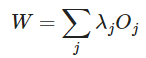 W = ∑_j λ_j O_j